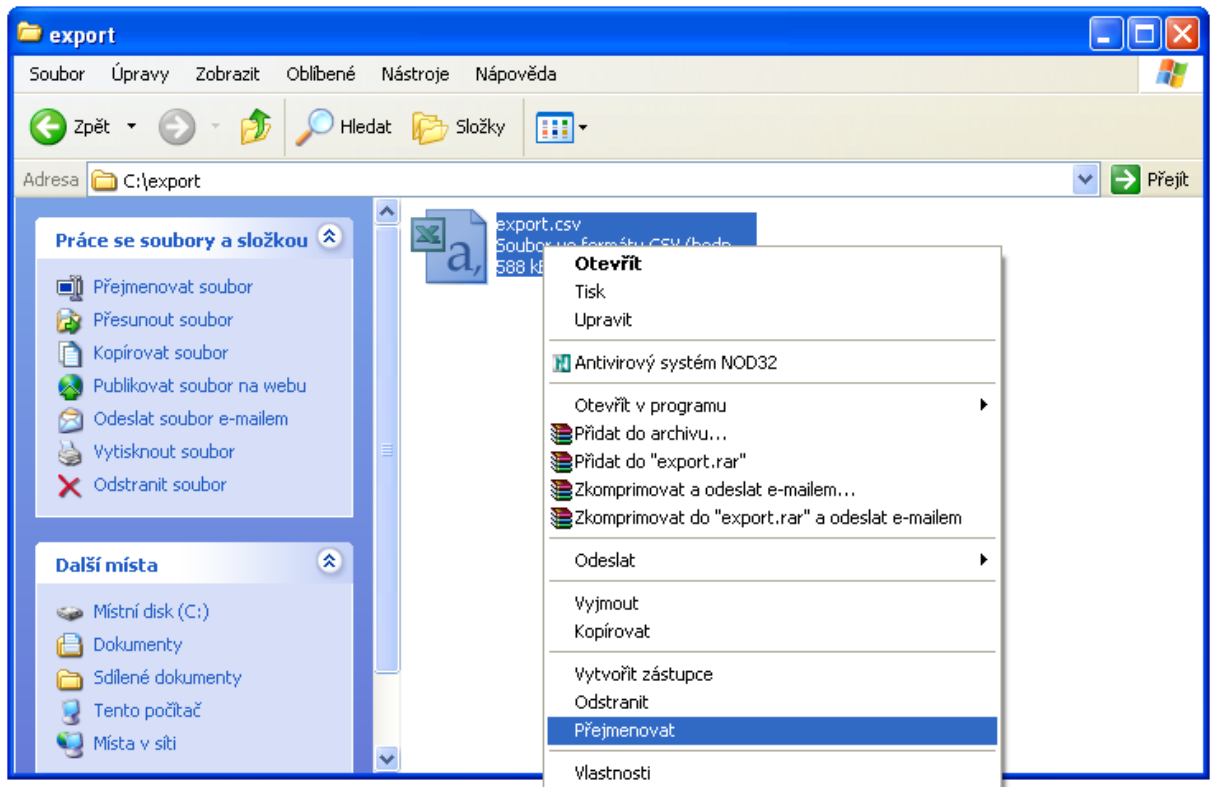 export
Soubor Úpravy Zobrazit Oblíbené Nástroje Nápověda
Zpět Hledat Složky
Adresa C:\export Přejít
Práce se soubory a složkou
Přejmenovat soubor
Přesunout soubor
Kopírovat soubor
Publikovat soubor na webu
Odeslat soubor e-mailem
Vytisknout soubor
Odstranit soubor
Další místa
Místní disk (C:)
Dokumenty
Sdílené dokumenty
Tento počítač
Místa v síti
export.csv
Soubor ve formátu CSV
588
Otevřít
Tisk
Upravit
Antivirový systém NOD32
Otevřít v programu
Přidat do archivu...
Přidat do "export.rar"
Zkomprimovat a odeslat e-mailem...
Zkomprimovat do "export.rar" a odeslat e-mailem
Odeslat
Vyjmout
Kopírovat
Vytvořit zástupce
Odstranit
Přejmenovat
Vlastnosti